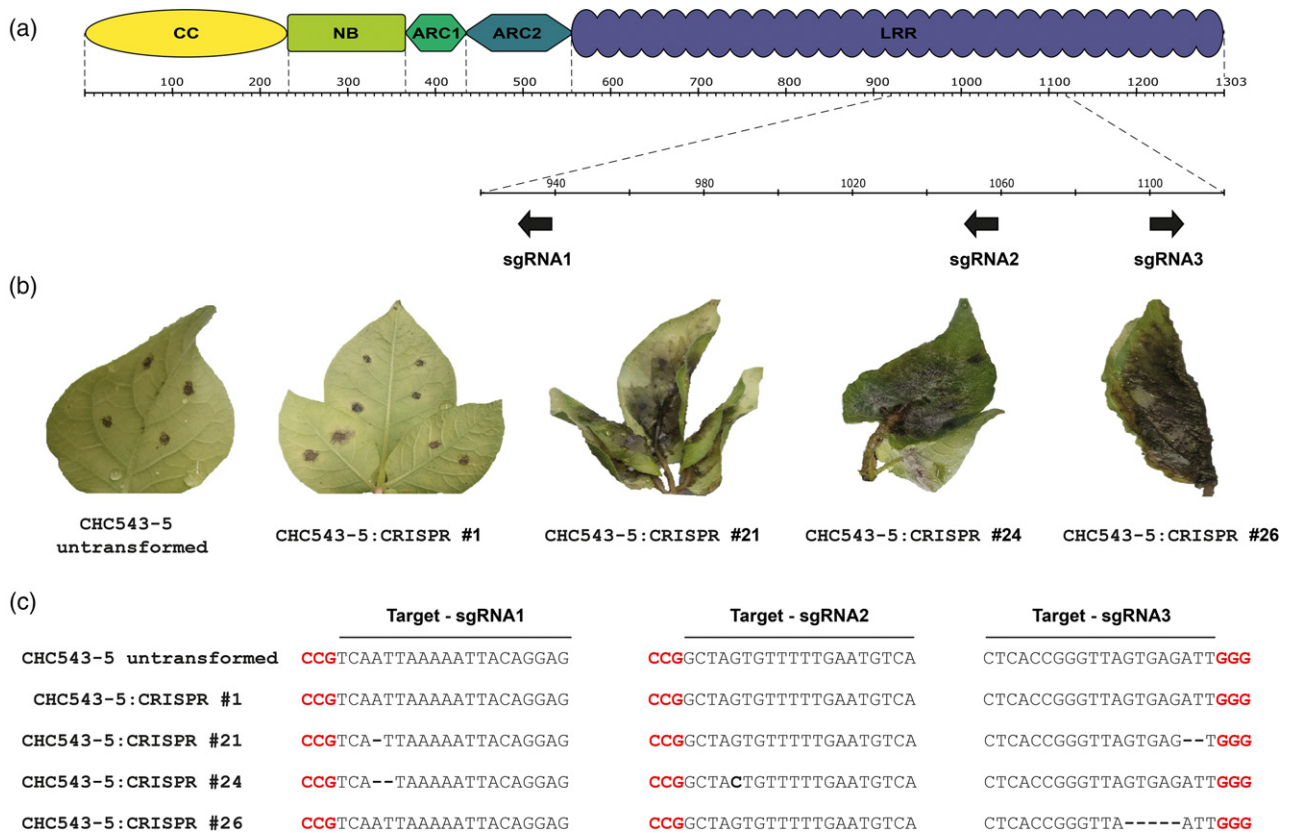 (a)
CC NB ARC1 ARC2 LRR
100 200 300 400 500 600 700 800 900 1000 1100 1200 1303
940 980 1020 1060 1100
sgRNA1 sgRNA2 sgRNA3
(b)
CHC543-5
untransformed
CHC543-5:CRISPR #1 CHC543-5:CRISPR #21 CHC543-5:CRISPR #24 CHC543-5:CRISPR #26
(c)
Target - sgRNA1 Target - sgRNA2 Target - sgRNA3
CHC543-5 untransformed CCGTCAATTAAAAATTACAGGAG CCGGCTAGTGTTTTTGAATGTCA CTCACCGGGTTAGTGAGATTGGG
CHC543-5:CRISPR #1 CCGTCAATTAAAAATTACAGGAG CCGGCTAGTGTTTTTGAATGTCA CTCACCGGGTTAGTGAGATTGGG
CHC543-5:CRISPR #21 CCGTCA-TTAAAAATTACAGGAG CCGGCTAGTGTTTTTGAATGTCA CTCACCGGGTTAGTGAG--TGGG
CHC543-5:CRISPR #24 CCGTCA--TAAAAATTACAGGAG CCGGCTACTGTTTTTGAATGTCA CTCACCGGGTTAGTGAGATTGGG
CHC543-5:CRISPR #26 CCGTCAATTAAAAATTACAGGAG CCGGCTAGTGTTTTTGAATGTCA CTCACCGGGTTA-----ATTGGG